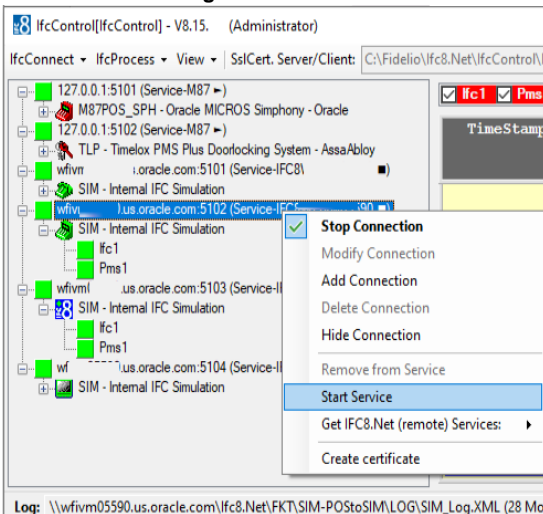 IfcControl[IfcControl] - V8.15. (Administrator)
IfcConnect IfcProcess View SslCert. Server/Client: C:\Fidelio\Ifc8.Net\IfcControl\
127.0.0.1:5101 (Service-M87 ►)
M87POS_SPH - Oracle MICROS Simphony - Oracle
127.0.0.1:5102 (Service-M87 ►)
TLP - Timelox PMS Plus Doorlocking System - AssaAbloy
.oracle.com:5101 (Service-IFC8\ ■)
SIM - Internal IFC Simulation
.us.oracle.com:5102 90 ■)
SIM - Internal IFC Simulation
Ifc1
Pms1
wfivml .us.oracle.com:5103
SIM - Internal IFC Simulation
Ifc1
Pms1
wf .us.oracle.com:5104
SIM - Internal IFC Simulation
Ifc1 Pms
TimeStamp
Stop Connection
Modify Connection
Add Connection
Delete Connection
Hide Connection
Remove from Service
Start Service
Get IFC8.Net (remote) Services:
Create certificate
Log: \\wfivm05590.us.oracle.com\Ifc8.Net\FKT\SIM-POStoSIM\LOG\SIM_Log.XML (28 Mo